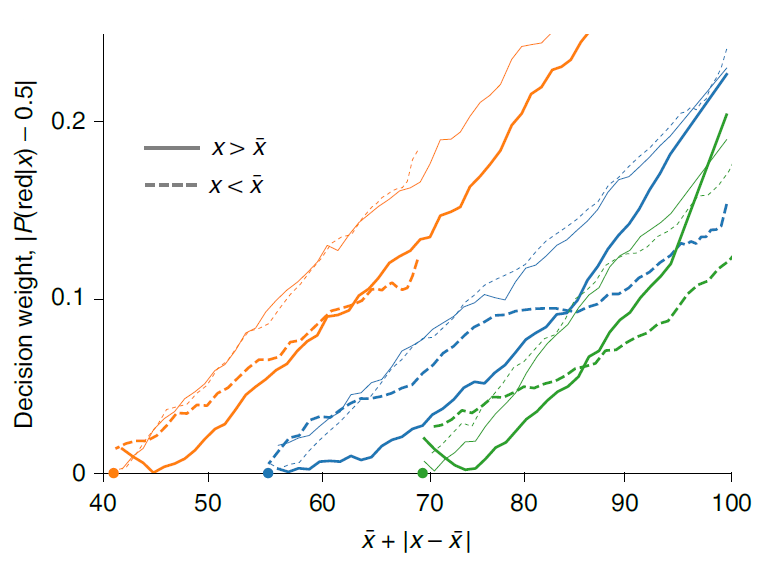 Decision weight, |P(red|x) − 0.5|
0.2
0.1
0
x > x̄
x < x̄
40 50 60 70 80 90 100
x̄ + |x − x̄|